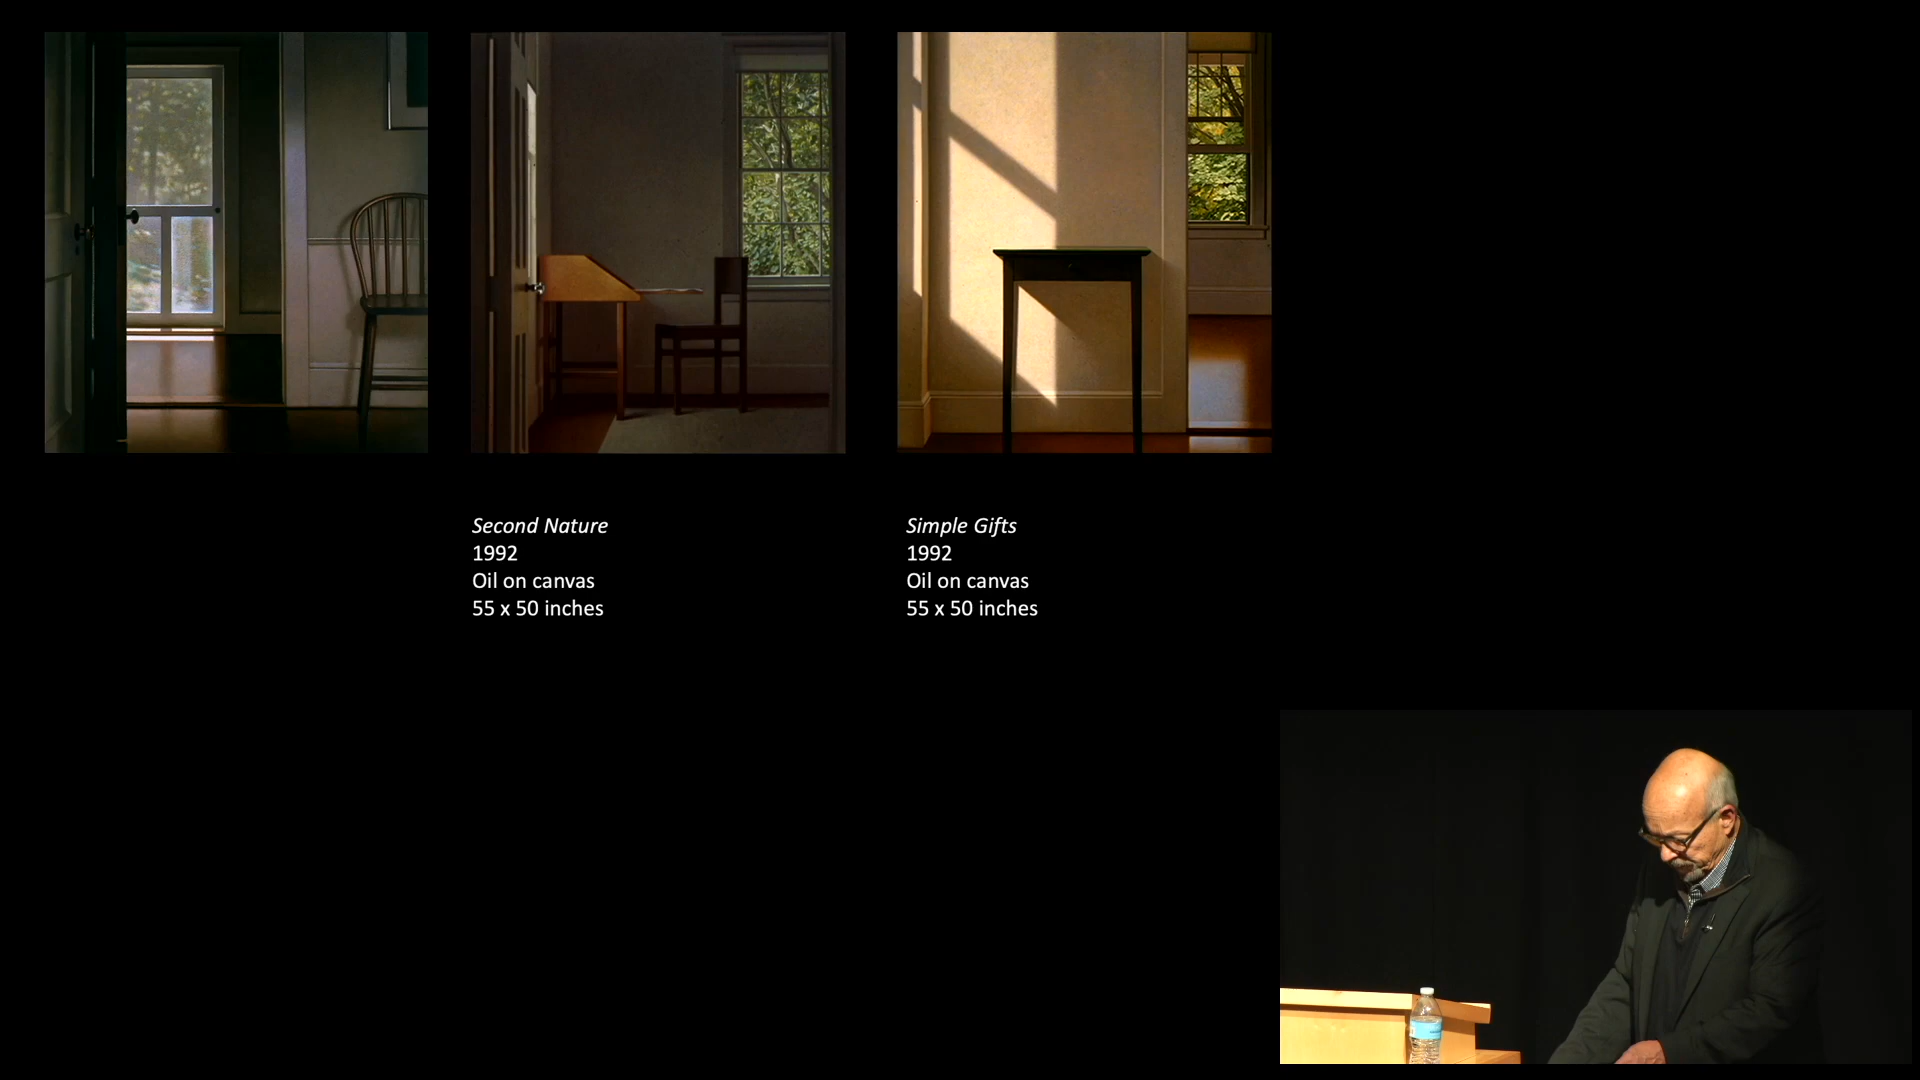 Second Nature
1992
Oil on canvas
55 x 50 inches
Simple Gifts
1992
Oil on canvas
55 x 50 inches